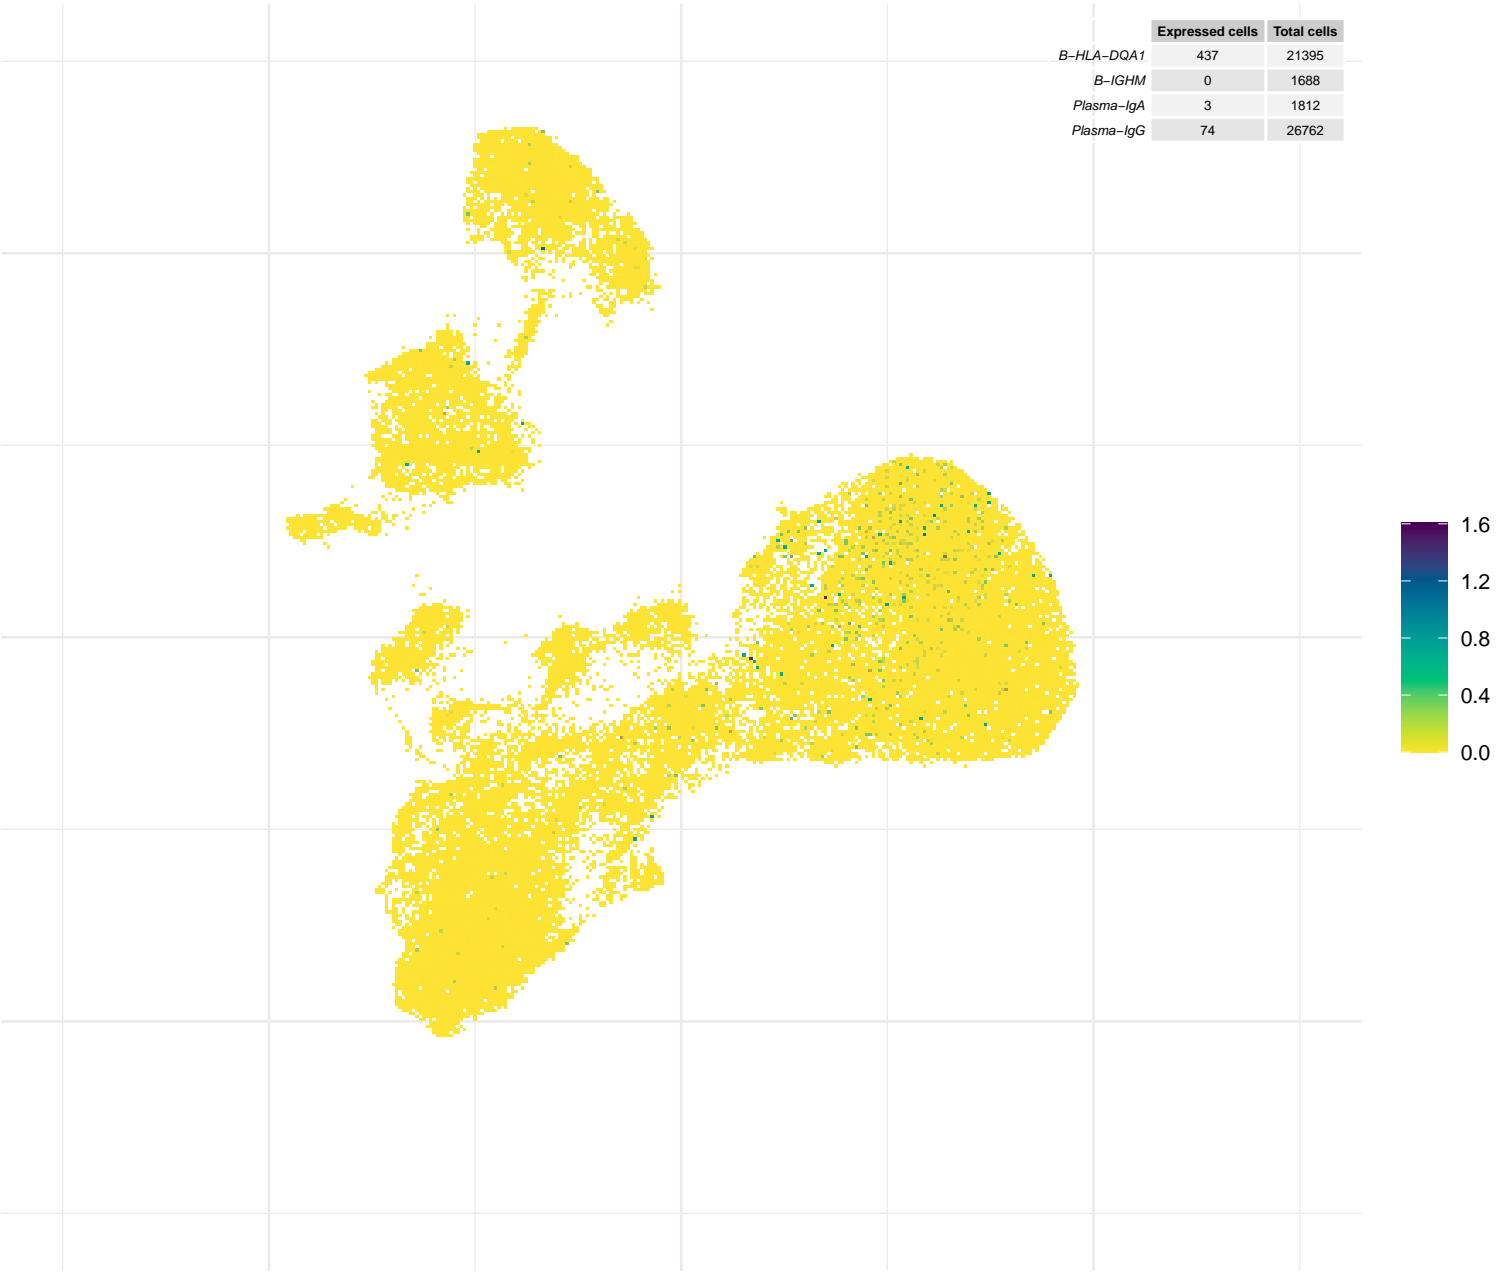 Expressed cells Total cells
B−HLA−DQA1 437 21395
B−IGHM 0 1688
Plasma−IgA 3 1812
Plasma−IgG 74 26762
1.6
1.2
0.8
0.4
0.0